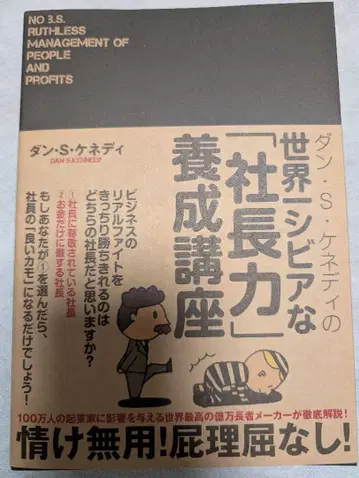 NO B.S.
RUTHLESS
MANAGEMENT OF
PEOPLE
AND
PROFITS
ダン・S・ケネディの
世界一シビアな
「社長力」
養成講座
ダン・S・ケネディ
DAN S.KENNEDY
ビジネスの
リアルファイトを
きっちり勝ちきれるのは
どちらの社長だと思いますか?
①社長に尊敬されている社長
②お金だけに徹する社長
もしあなたが①を選んだら、
社長の「良いカモ」になるだけでしょう!
100万人の起業家に影響を与える世界最高の億万長者メーカーが徹底解説!
情け無用!屁理屈なし!